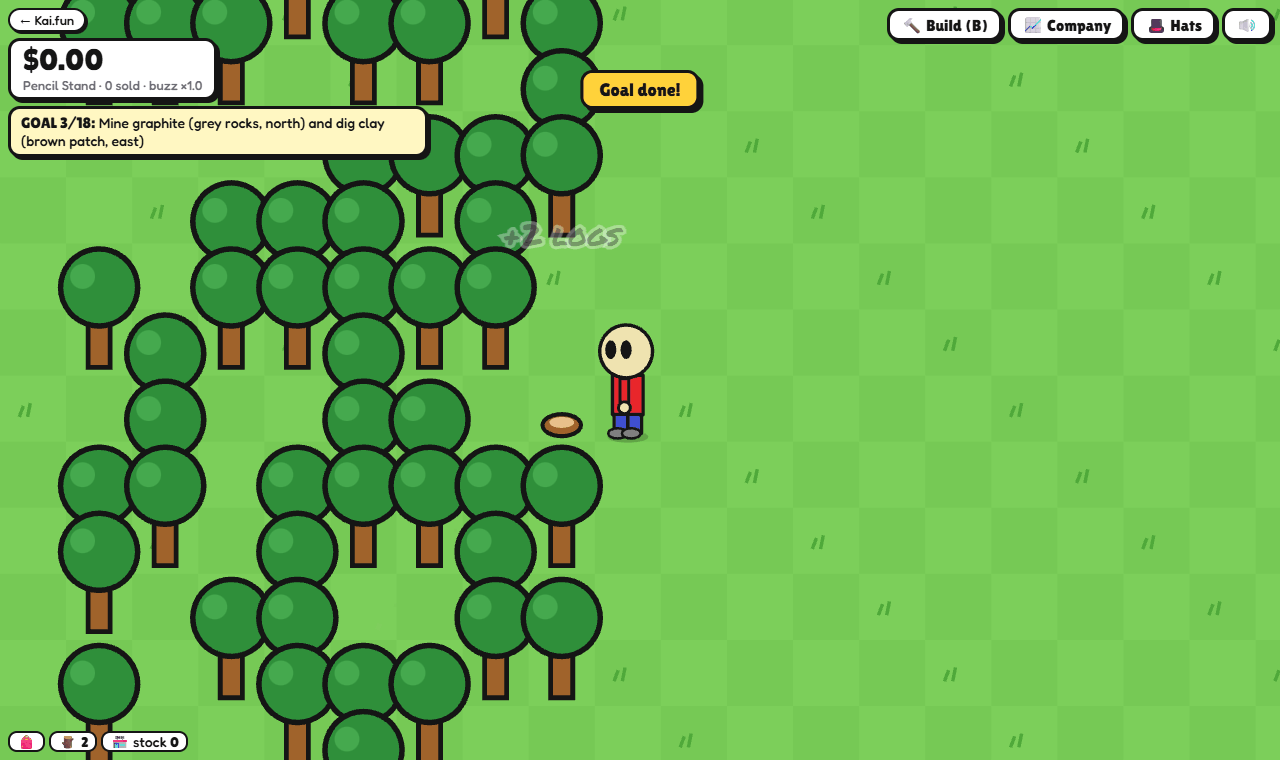 ← Kai.fun
Build (B)
Company
Hats
$0.00
Pencil Stand · 0 sold · buzz ×1.0
Goal done!
GOAL 3/18: Mine graphite (grey rocks, north) and dig clay
(brown patch, east)
+2 LOGS
2
stock 0